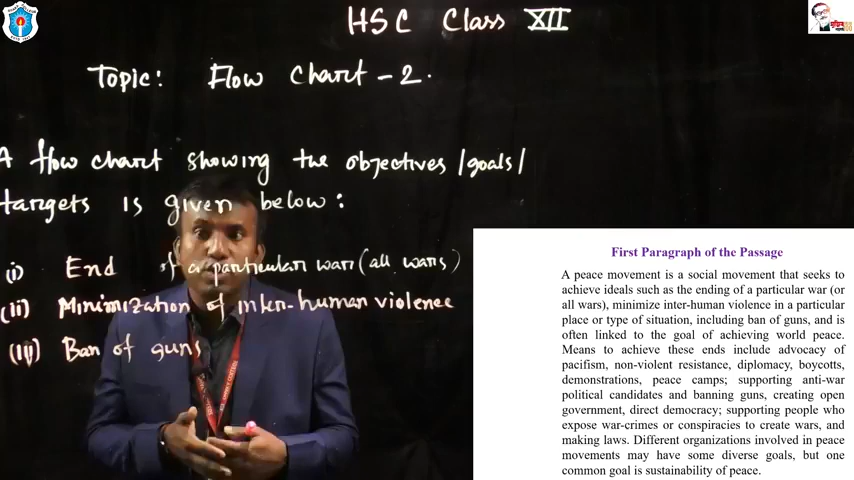 HSC Class XII
Topic: Flow Chart - 2.
A flow chart showing the objectives/goals/
targets is given below:
(i) End of a particular war (all wars)
(ii) Minimization of inter-human violence
Ban of guns
First Paragraph of the Passage
A peace movement is a social movement that seeks to
achieve ideals such as the ending of a particular war (or
all wars), minimize inter-human violence in a particular
place or type of situation, including ban of guns, and is
often linked to the goal of achieving world peace.
Means to achieve these ends include advocacy of
pacifism, non-violent resistance, diplomacy, boycotts,
demonstrations, peace camps; supporting anti-war
political candidates and banning guns, creating open
government, direct democracy; supporting people who
expose war-crimes or conspiracies to create wars, and
making laws. Different organizations involved in peace
movements may have some diverse goals, but one
common goal is sustainability of peace.